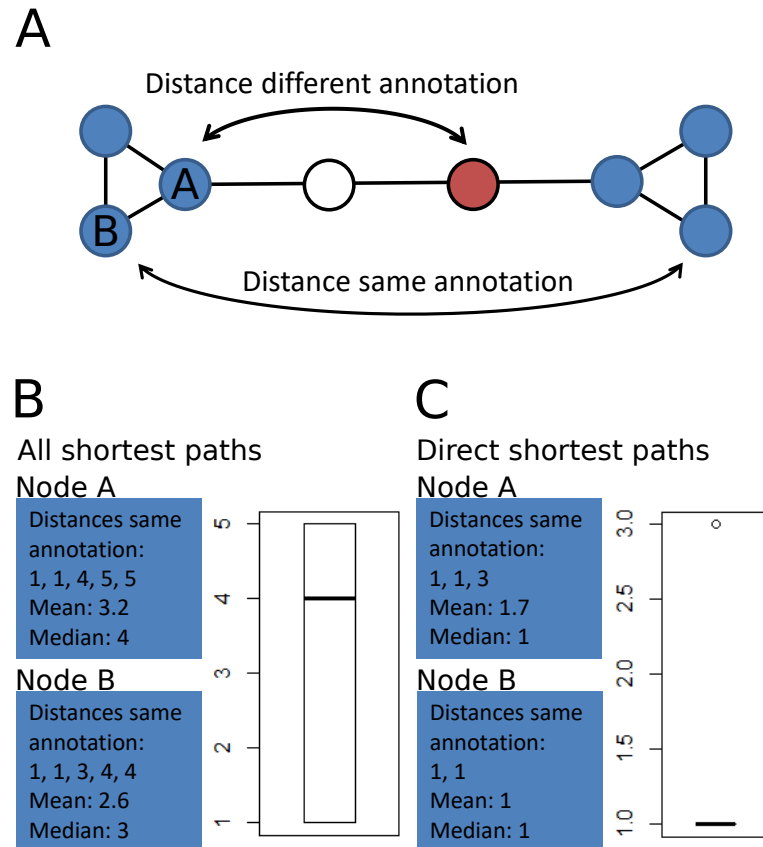 A
Distance different annotation
A
B
Distance same annotation
B
All shortest paths
Node A
Distances same
annotation:
1, 1, 4, 5, 5
Mean: 3.2
Median: 4
Node B
Distances same
annotation:
1, 1, 3, 4, 4
Mean: 2.6
Median: 3
5
4
3
2
1
C
Direct shortest paths
Node A
Distances same
annotation:
1, 1, 3
Mean: 1.7
Median: 1
Node B
Distances same
annotation:
1, 1
Mean: 1
Median: 1
3.0
2.5
2.0
1.5
1.0